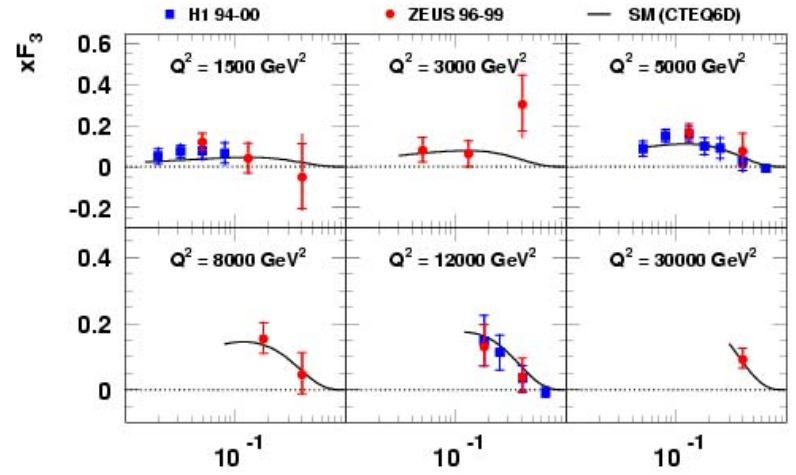 H1 94-00 ZEUS 96-99 SM (CTEQ6D)
xF₃
0.6
0.4
0.2
0
-0.2
Q² = 1500 GeV² Q² = 3000 GeV² Q² = 5000 GeV²
0.4
0.2
0
Q² = 8000 GeV² Q² = 12000 GeV² Q² = 30000 GeV²
10⁻¹ 10⁻¹ 10⁻¹